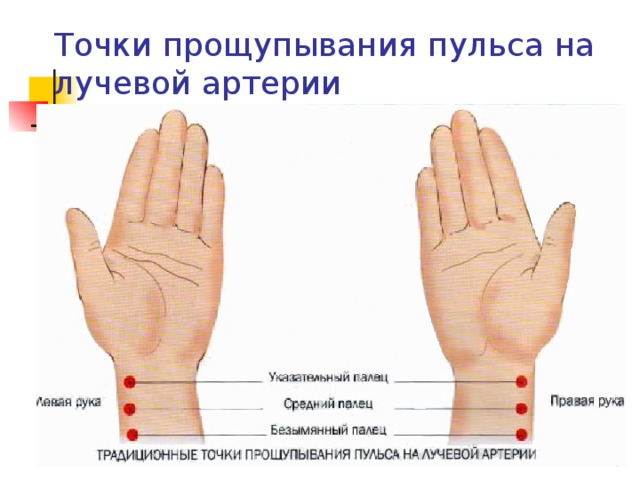 Точки прощупывания пульса на
лучевой артерии
Указательный палец
Левая рука
Средний палец
Правая рука
Безымянный палец
ТРАДИЦИОННЫЕ ТОЧКИ ПРОЩУПЫВАНИЯ ПУЛЬСА НА ЛУЧЕВОЙ АРТЕРИИ